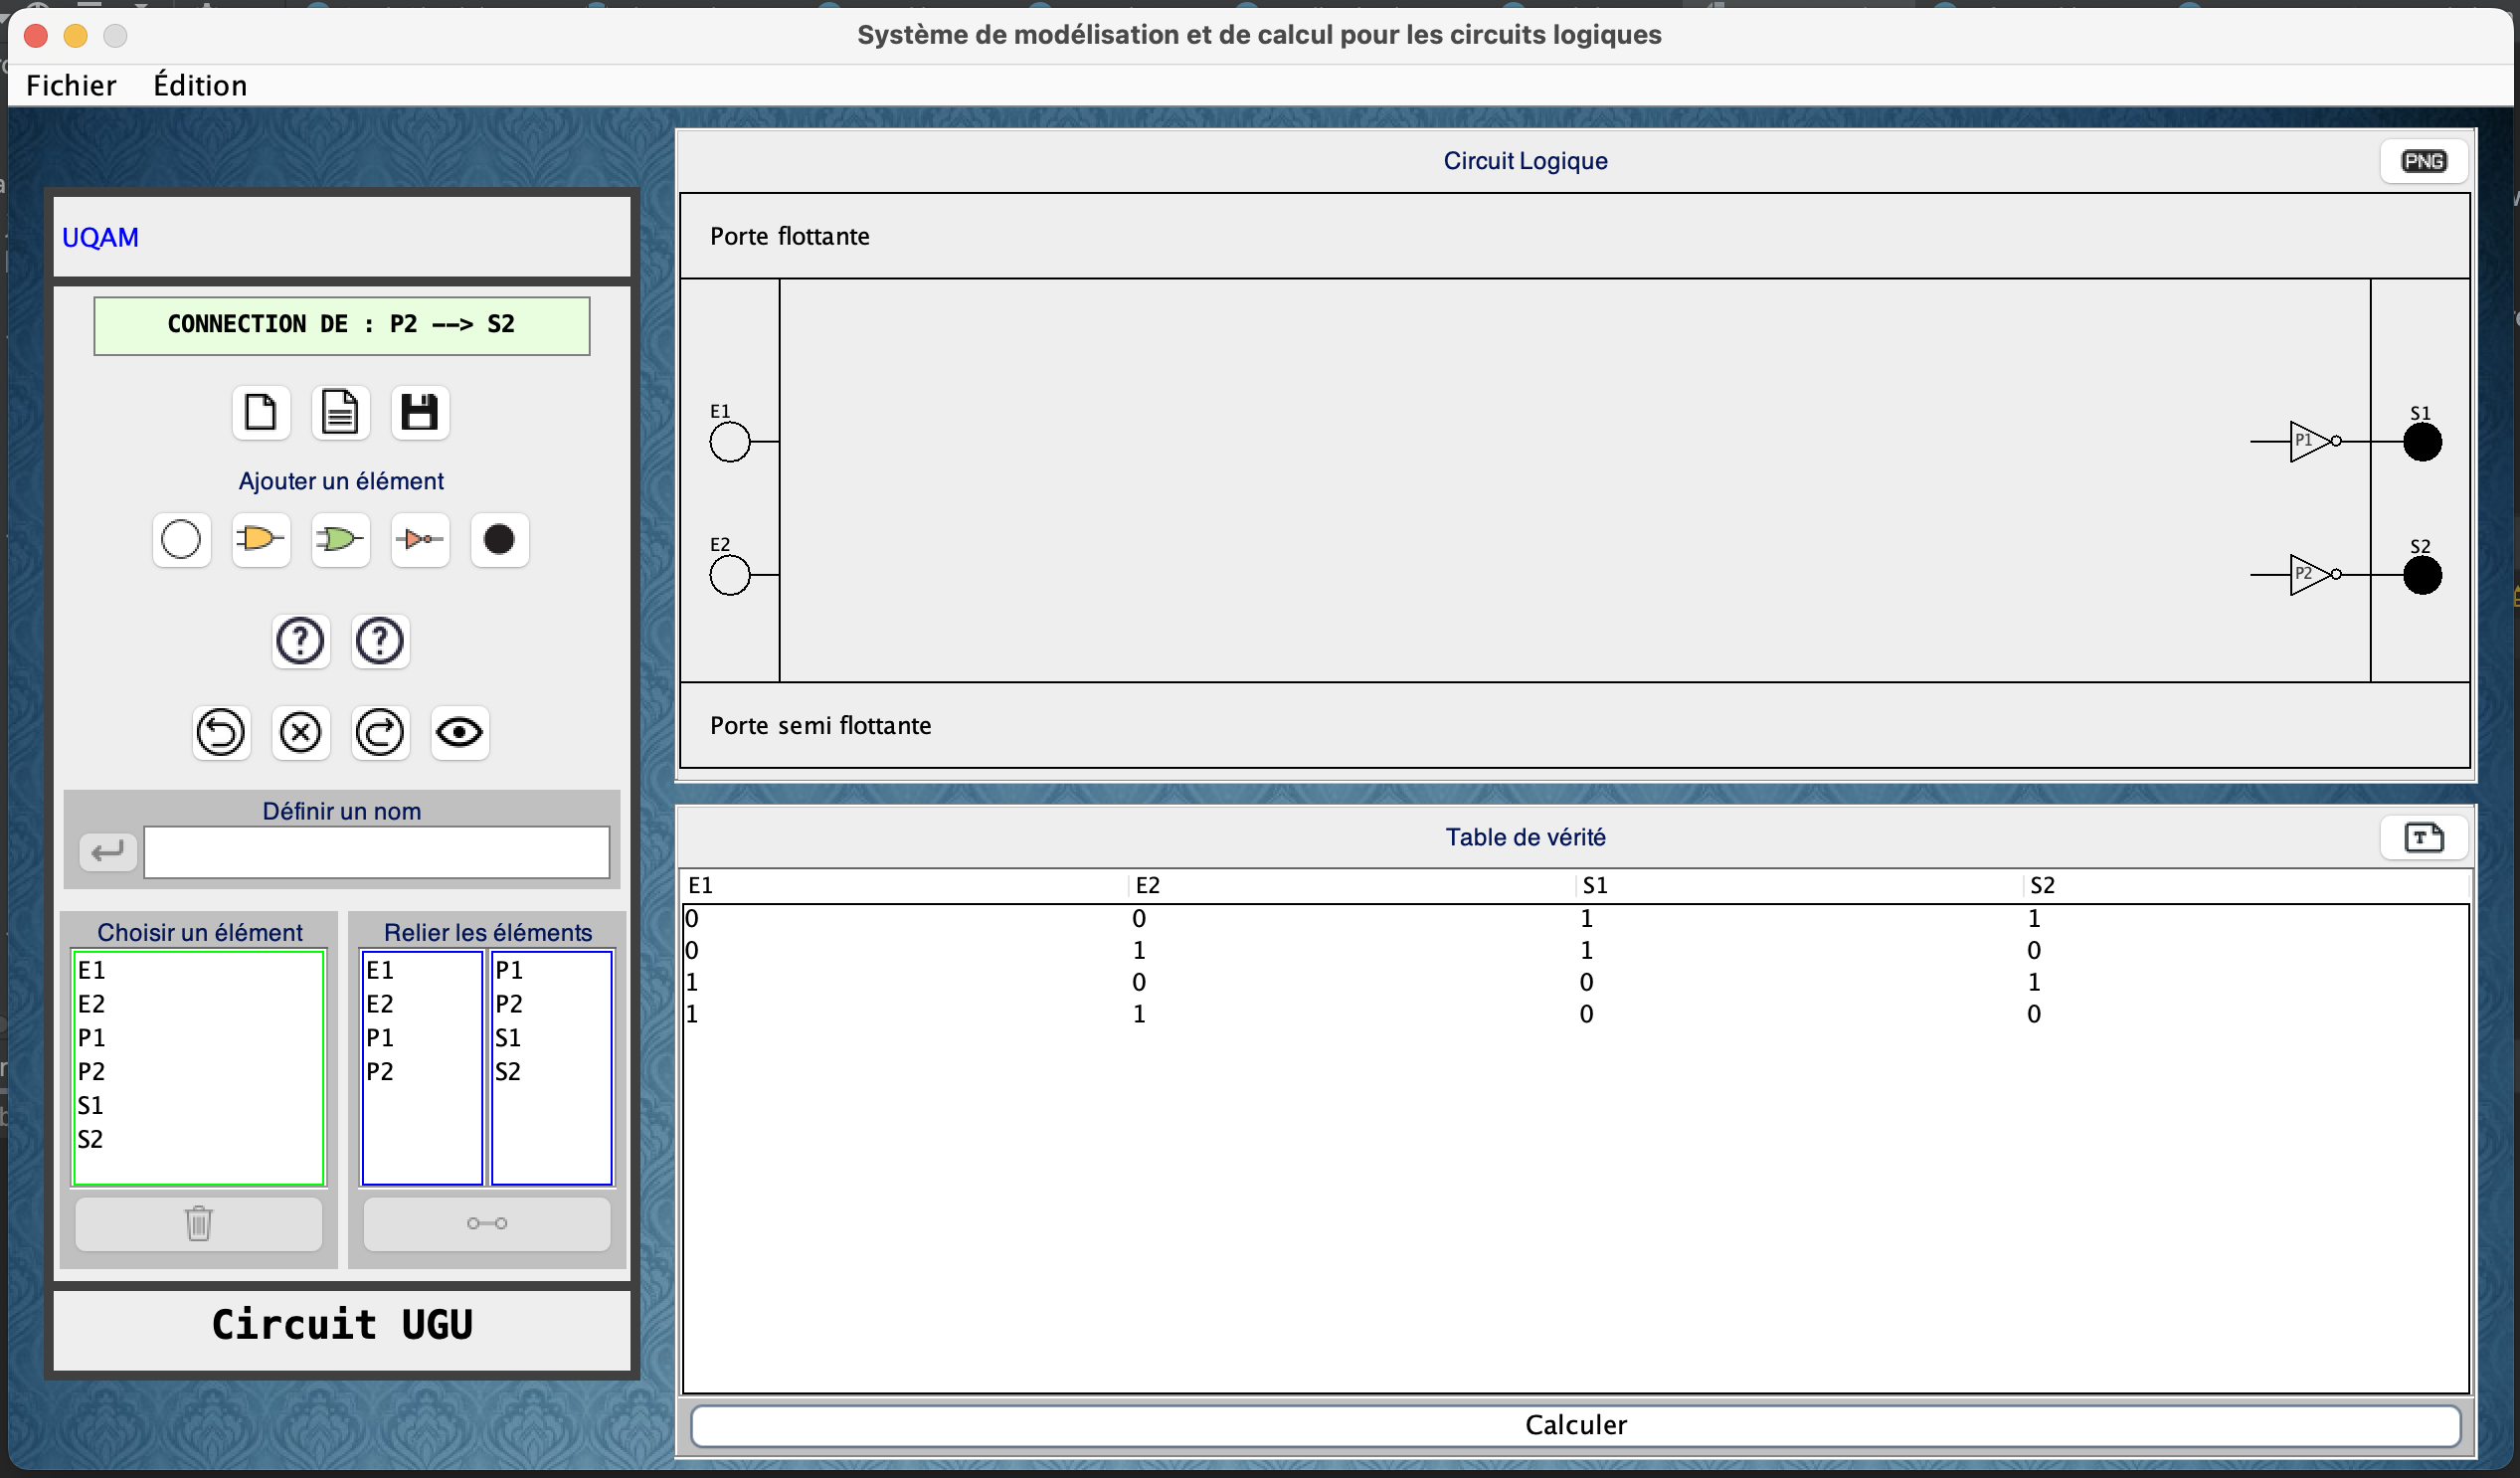 Système de modélisation et de calcul pour les circuits logiques
Fichier Édition
UQAM
CONNECTION DE : P2 --> S2
Ajouter un élément
? ?
Définir un nom
Choisir un élément
E1
E2
P1
P2
S1
S2
Relier les éléments
E1 P1
E2 P2
P1 S1
P2 S2
Circuit UGU
Circuit Logique
PNG
Porte flottante
E1 P1 S1
E2 P2 S2
Porte semi flottante
Table de vérité
T
E1 E2 S1 S2
0 0 1 1
0 1 1 0
1 0 0 1
1 1 0 0
Calculer